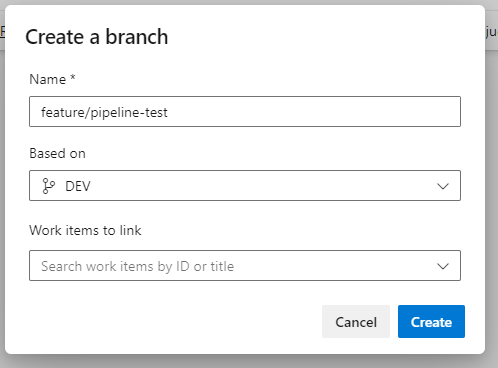 Create a branch
Name *
feature/pipeline-test
Based on
DEV
Work items to link
Search work items by ID or title
Cancel
Create